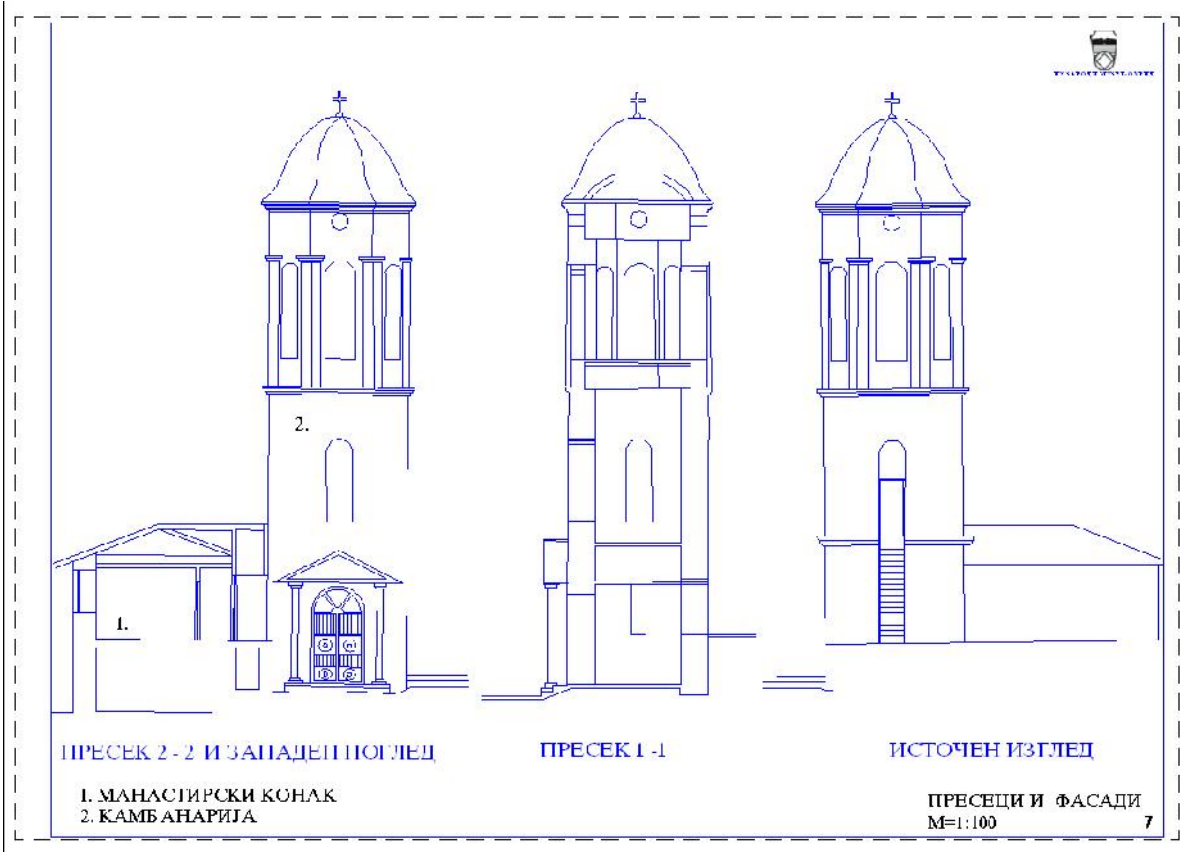 2.
1.
ПРЕСЕК 2 - 2 И ЗАПАДЕН ПОГЛЕД
ПРЕСЕК 1 -1
ИСТОЧЕН ИЗГЛЕД
1. МАНАСТИРСКИ КОНАК
2. КАМБАНАРИЈА
ПРЕСЕЦИ И ФАСАДИ
М=1:100
7